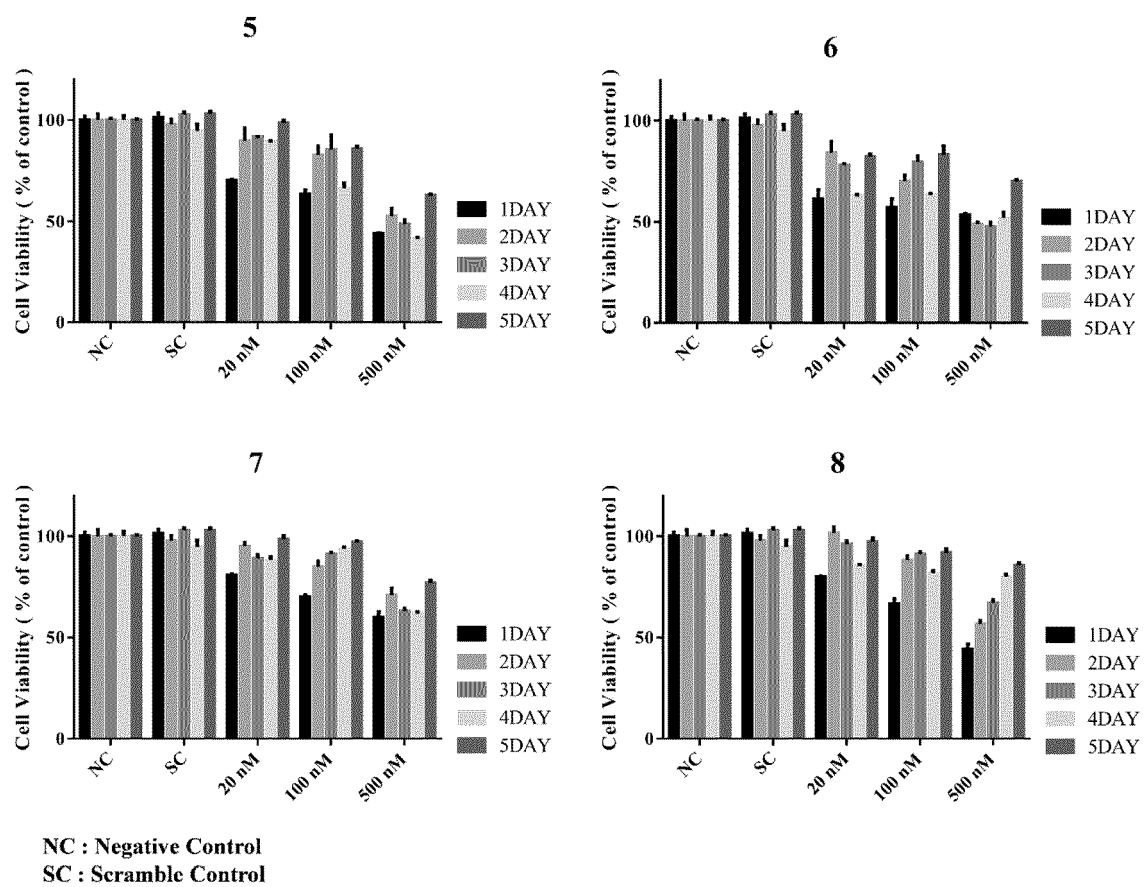 5
Cell Viability ( % of control )
100
50
0
NC
SC
20 nM
100 nM
500 nM
1DAY
2DAY
3DAY
4DAY
5DAY
6
Cell Viability ( % of control )
100
50
0
NC
SC
20 nM
100 nM
500 nM
1DAY
2DAY
3DAY
4DAY
5DAY
7
Cell Viability ( % of control )
100
50
0
NC
SC
20 nM
100 nM
500 nM
1DAY
2DAY
3DAY
4DAY
5DAY
8
Cell Viability ( % of control )
100
50
0
NC
SC
20 nM
100 nM
500 nM
1DAY
2DAY
3DAY
4DAY
5DAY
NC : Negative Control
SC : Scramble Control